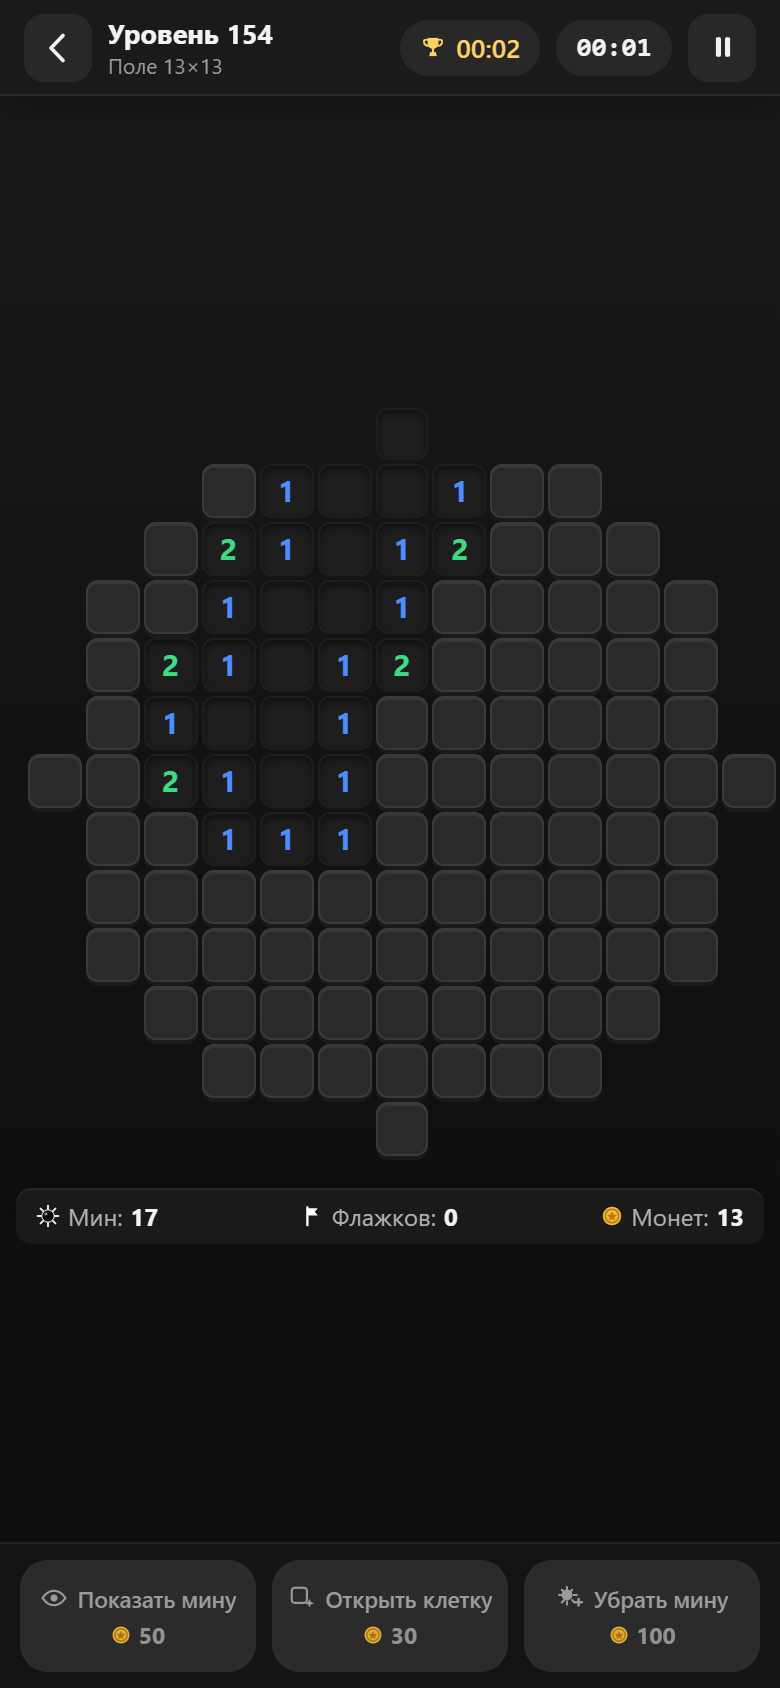 Уровень 154
Поле 13×13
00:02
00:01
1 1
2 1 1 2
1 1
2 1 1 2
1 1
2 1 1
1 1 1
Мин: 17
Флажков: 0
Монет: 13
Показать мину
50
Открыть клетку
30
Убрать мину
100